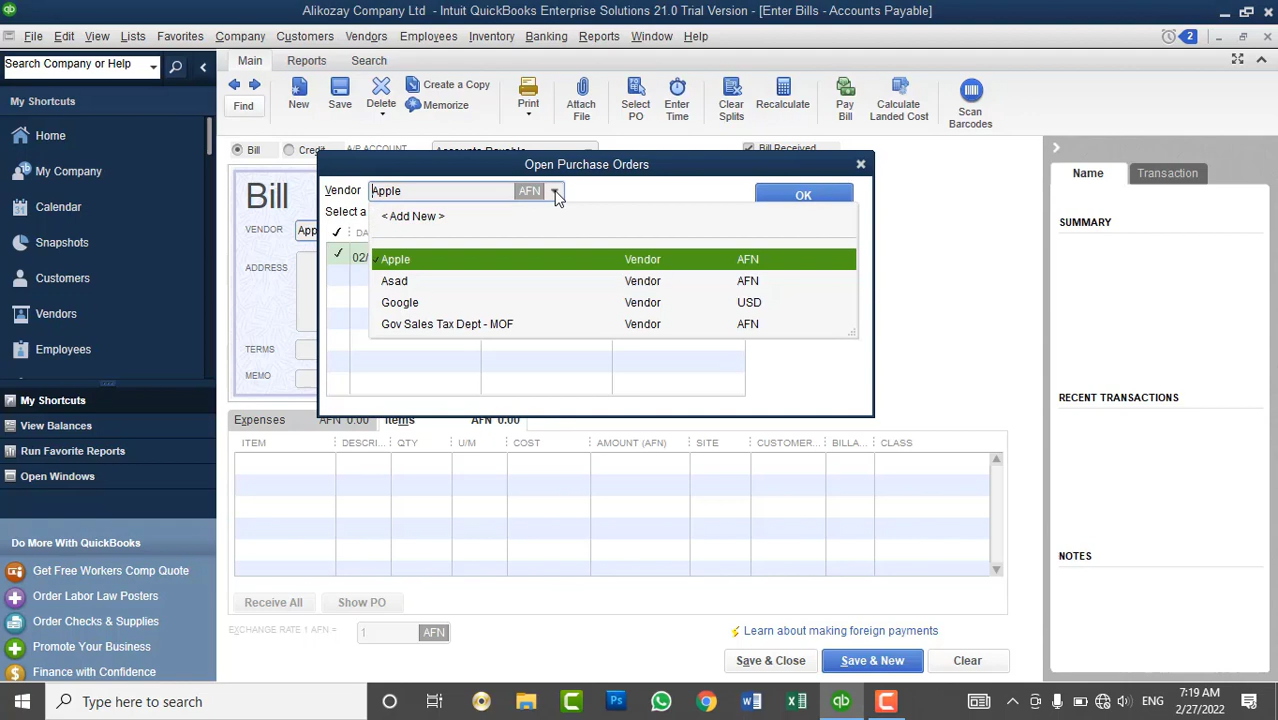 Alikozay Company Ltd - Intuit QuickBooks Enterprise Solutions 21.0 Trial Version - [Enter Bills - Accounts Payable]
File Edit View Lists Favorites Company Customers Vendors Employees Inventory Banking Reports Window Help 2
Search Company or Help
Main Reports Search
Find New Save Delete Create a Copy Memorize Print Attach File Select PO Enter Time Clear Splits Recalculate Pay Bill Calculate Landed Cost Scan Barcodes
My Shortcuts
Home
My Company
Calendar
Snapshots
Customers
Vendors
Employees
My Shortcuts
View Balances
Run Favorite Reports
Open Windows
Do More With QuickBooks
Get Free Workers Comp Quote
Order Labor Law Posters
Order Checks & Supplies
Promote Your Business
Finance with Confidence
Bill Credit A/P ACCOUNT Accounts Payable Bill Received
Bill
VENDOR App
ADDRESS
TERMS
MEMO
Open Purchase Orders
Vendor Apple AFN OK
Select a
DA
02/
< Add New >
Apple Vendor AFN
Asad Vendor AFN
Google Vendor USD
Gov Sales Tax Dept - MOF Vendor AFN
Expenses AFN 0.00 Items AFN 0.00
ITEM DESCRI... QTY U/M COST AMOUNT (AFN) SITE CUSTOMER... BILLA... CLASS
Receive All Show PO
EXCHANGE RATE 1 AFN = 1 AFN
Learn about making foreign payments
Save & Close Save & New Clear
Name Transaction
SUMMARY
RECENT TRANSACTIONS
NOTES
Type here to search
ENG
7:19 AM
2/27/2022